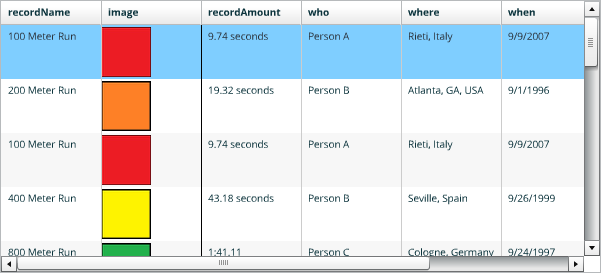 recordName image recordAmount who where when
100 Meter Run 9.74 seconds Person A Rieti, Italy 9/9/2007
200 Meter Run 19.32 seconds Person B Atlanta, GA, USA 9/1/1996
100 Meter Run 9.74 seconds Person A Rieti, Italy 9/9/2007
400 Meter Run 43.18 seconds Person B Seville, Spain 9/26/1999
800 Meter Run 1:41.11 Person C Cologne, Germany 9/24/1997